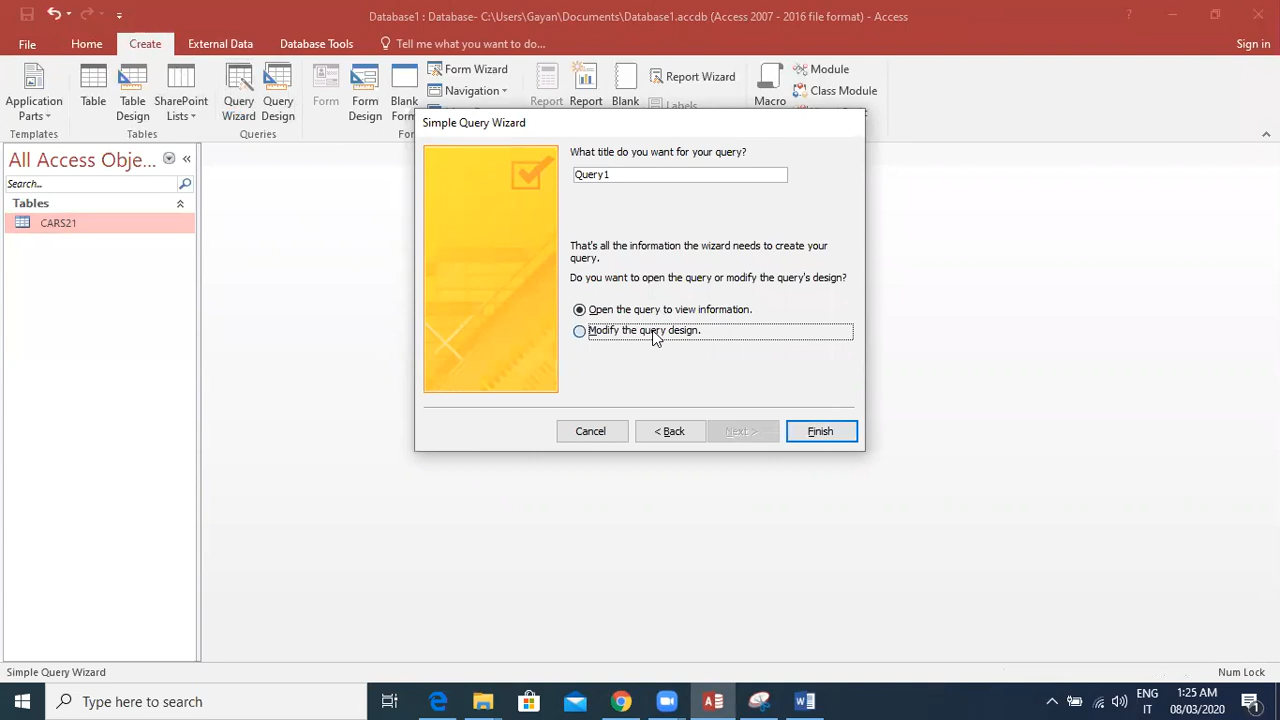 Database1 : Database- C:\Users\Gayan\Documents\Database1.accdb (Access 2007 - 2016 file format) - Access
File Home Create External Data Database Tools Tell me what you want to do... Sign in
Application Parts
Table
Table Design
SharePoint Lists
Query Wizard
Query Design
Form
Form Design
Blank
Form Wizard
Navigation
Report
Report
Blank
Report Wizard
Labels
Macro
Module
Class Module
Templates
Tables
Queries
For
Simple Query Wizard
All Access Obje...
Search...
Tables
CARS21
What title do you want for your query?
Query1
That's all the information the wizard needs to create your
query.
Do you want to open the query or modify the query's design?
Open the query to view information.
Modify the query design.
Cancel
< Back
Next >
Finish
Simple Query Wizard
Num Lock
Type here to search
ENG
IT
1:25 AM
08/03/2020
1